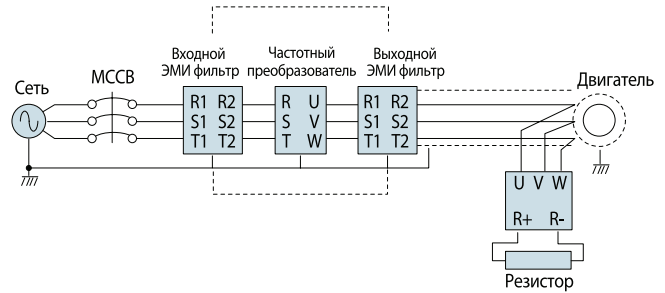 Сеть
МССВ
Входной
ЭМИ фильтр
Частотный
преобразователь
Выходной
ЭМИ фильтр
Двигатель
R1 R2
S1 S2
T1 T2
R U
S V
T W
R1 R2
S1 S2
T1 T2
U V W
R+ R-
Резистор